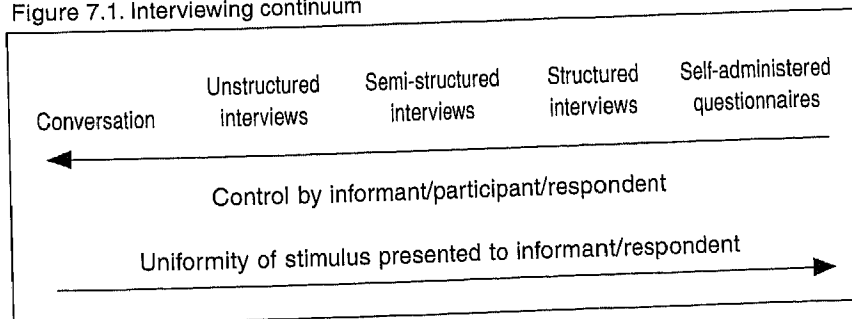 Figure 7.1. Interviewing continuum
Conversation
Unstructured
interviews
Semi-structured
interviews
Structured
interviews
Self-administered
questionnaires
Control by informant/participant/respondent
Uniformity of stimulus presented to informant/respondent